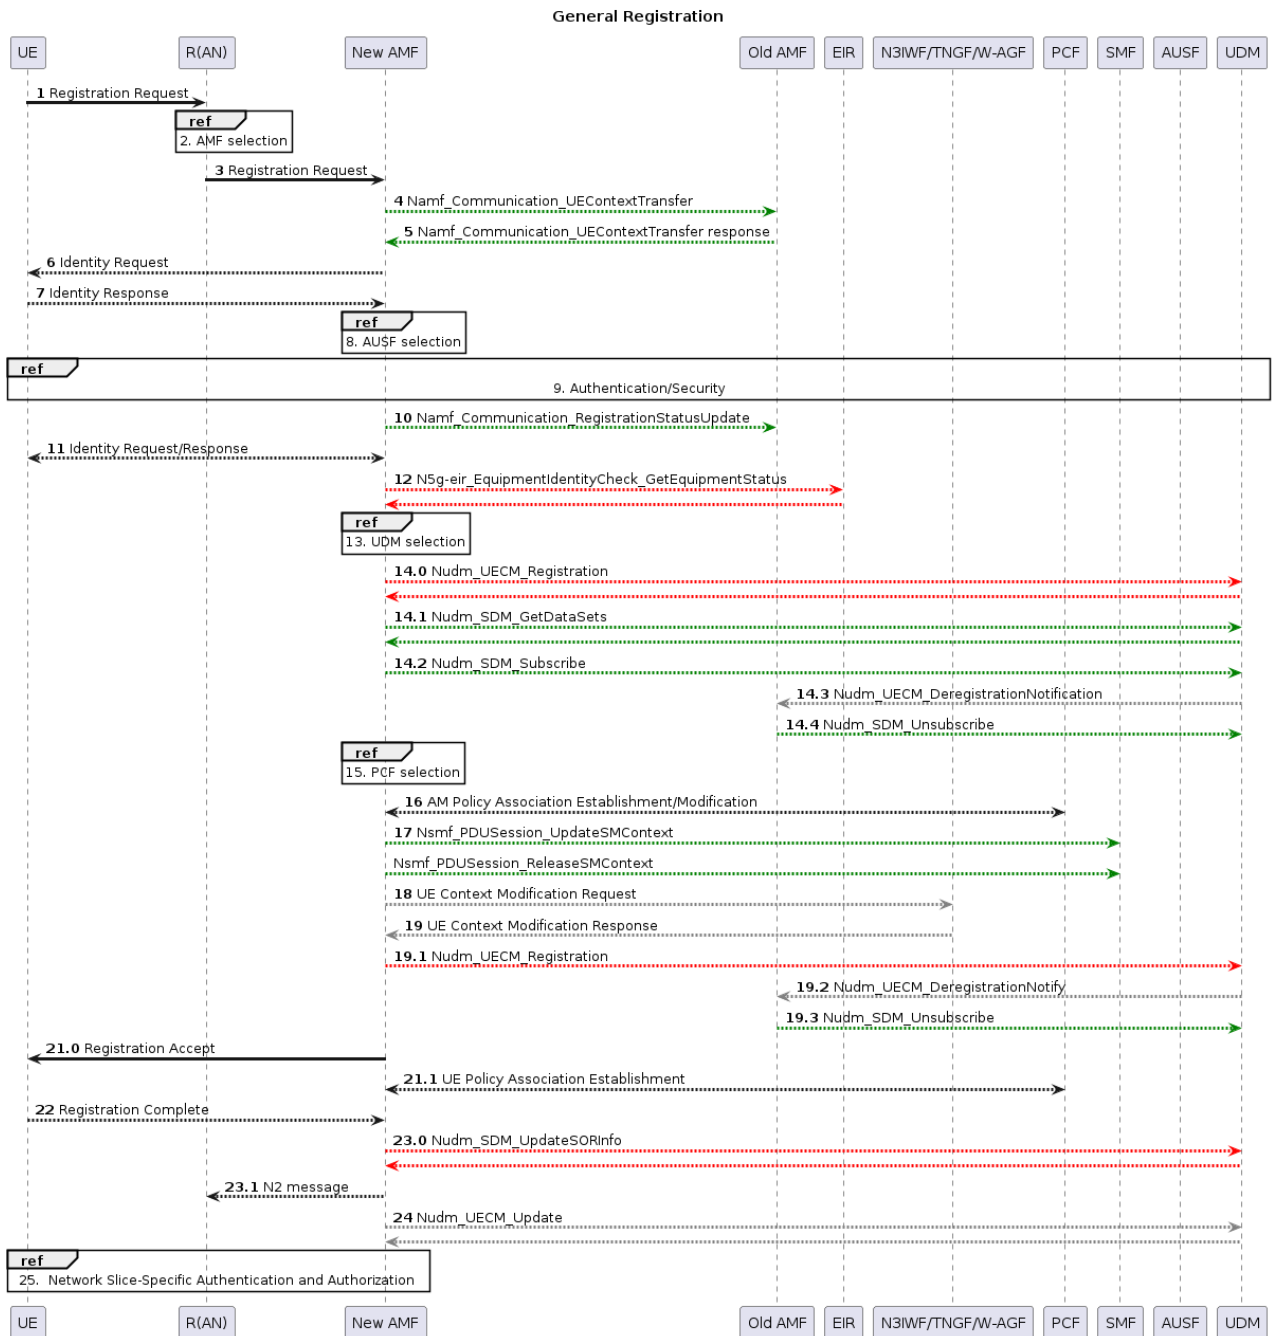 General Registration
UE R(AN) New AMF Old AMF EIR N3IWF/TNGF/W-AGF PCF SMF AUSF UDM
1 Registration Request
ref
2. AMF selection
3 Registration Request
4 Namf_Communication_UEContextTransfer
5 Namf_Communication_UEContextTransfer response
6 Identity Request
7 Identity Response
ref
8. AUSF selection
ref
9. Authentication/Security
10 Namf_Communication_RegistrationStatusUpdate
11 Identity Request/Response
12 N5g-eir_EquipmentIdentityCheck_GetEquipmentStatus
ref
13. UDM selection
14.0 Nudm_UECM_Registration
14.1 Nudm_SDM_GetDataSets
14.2 Nudm_SDM_Subscribe
14.3 Nudm_UECM_DeregistrationNotification
14.4 Nudm_SDM_Unsubscribe
ref
15. PCF selection
16 AM Policy Association Establishment/Modification
17 Nsmf_PDUSession_UpdateSMContext
Nsmf_PDUSession_ReleaseSMContext
18 UE Context Modification Request
19 UE Context Modification Response
19.1 Nudm_UECM_Registration
19.2 Nudm_UECM_DeregistrationNotify
19.3 Nudm_SDM_Unsubscribe
21.0 Registration Accept
21.1 UE Policy Association Establishment
22 Registration Complete
23.0 Nudm_SDM_UpdateSORInfo
23.1 N2 message
24 Nudm_UECM_Update
ref
25. Network Slice-Specific Authentication and Authorization
UE R(AN) New AMF Old AMF EIR N3IWF/TNGF/W-AGF PCF SMF AUSF UDM